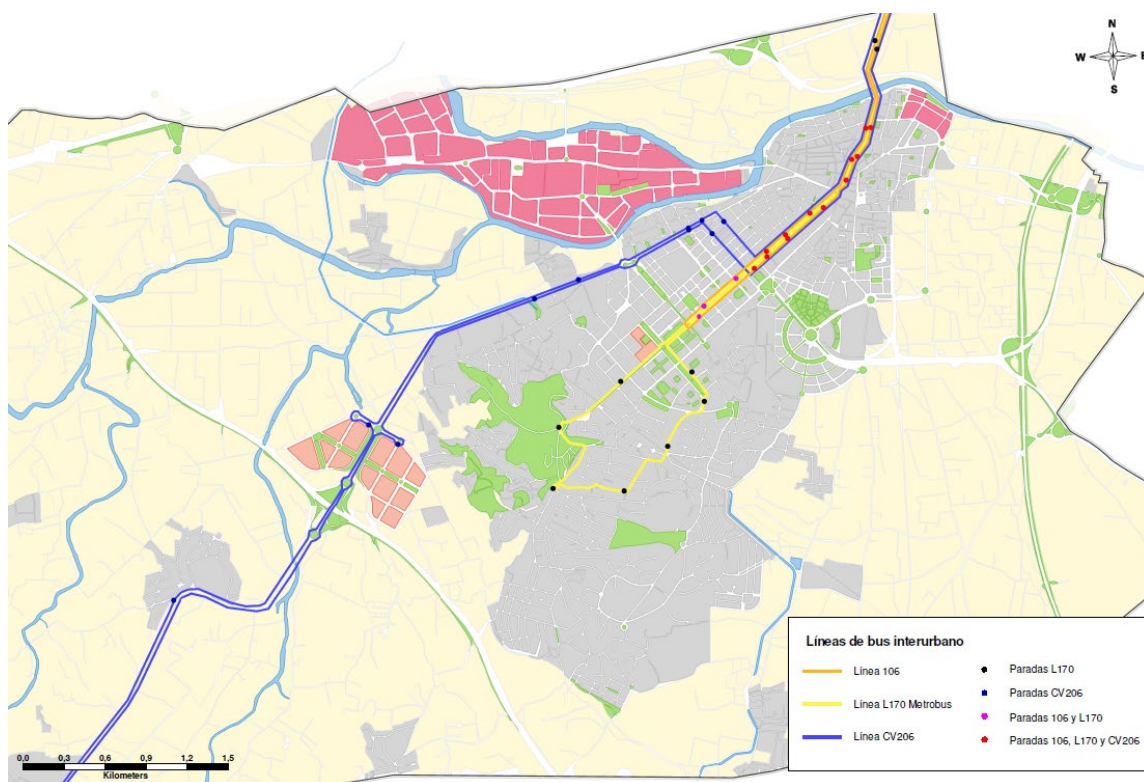 N
W E
S
Líneas de bus interurbano
Línea 106
Línea L170 Metrobus
Línea CV206
Paradas L170
Paradas CV206
Paradas 106 y L170
Paradas 106, L170 y CV206
0,0 0,3 0,6 0,9 1,2 1,5
Kilometers